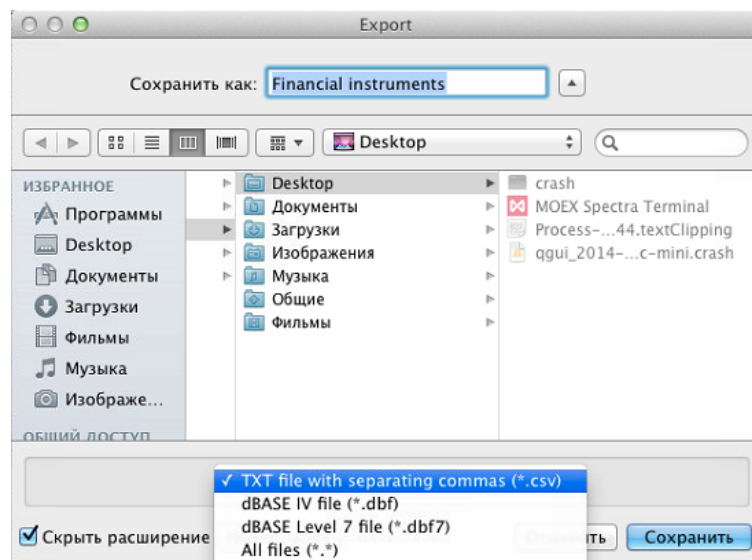 Export
Сохранить как: Financial instruments
Desktop
ИЗБРАННОЕ
Программы
Desktop
Документы
Загрузки
Фильмы
Музыка
Изображе...
ОБЩИЙ ДОСТУП
Desktop
Документы
Загрузки
Изображения
Музыка
Общие
Фильмы
crash
MOEX Spectra Terminal
Process-...44.textClipping
qgui_2014-...c-mini.crash
✓ TXT file with separating commas (*.csv)
dBASE IV file (*.dbf)
dBASE Level 7 file (*.dbf7)
All files (*.*)
Скрыть расширение
Сохранить